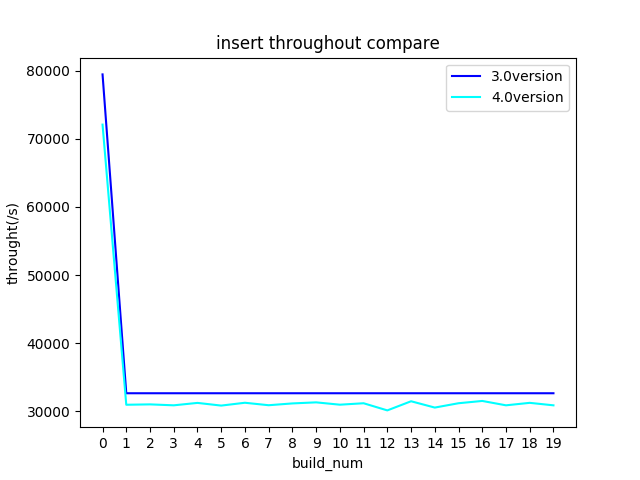 insert throughout compare
3.0version
4.0version
throught(/s)
80000
70000
60000
50000
40000
30000
0 1 2 3 4 5 6 7 8 9 10 11 12 13 14 15 16 17 18 19
build_num